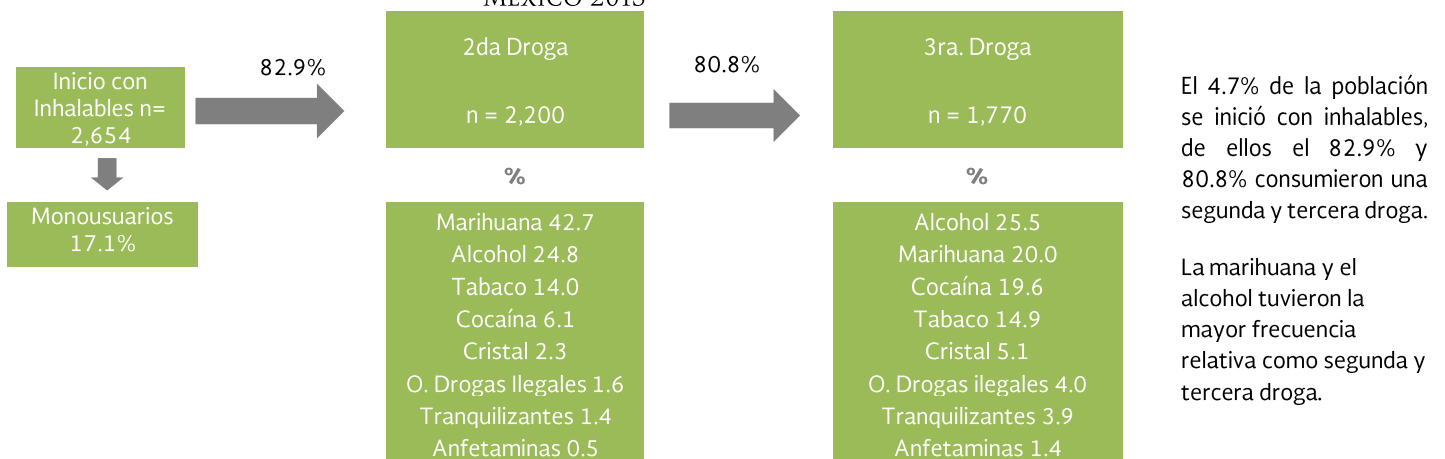 MÉXICO 2015
Inicio con
Inhalables n=
2,654
82.9%
Monousuarios
17.1%
2da Droga
n = 2,200
%
Marihuana 42.7
Alcohol 24.8
Tabaco 14.0
Cocaína 6.1
Cristal 2.3
O. Drogas Ilegales 1.6
Tranquilizantes 1.4
Anfetaminas 0.5
80.8%
3ra. Droga
n = 1,770
%
Alcohol 25.5
Marihuana 20.0
Cocaína 19.6
Tabaco 14.9
Cristal 5.1
O. Drogas ilegales 4.0
Tranquilizantes 3.9
Anfetaminas 1.4
El 4.7% de la población
se inició con inhalables,
de ellos el 82.9% y
80.8% consumieron una
segunda y tercera droga.
La marihuana y el
alcohol tuvieron la
mayor frecuencia
relativa como segunda y
tercera droga.